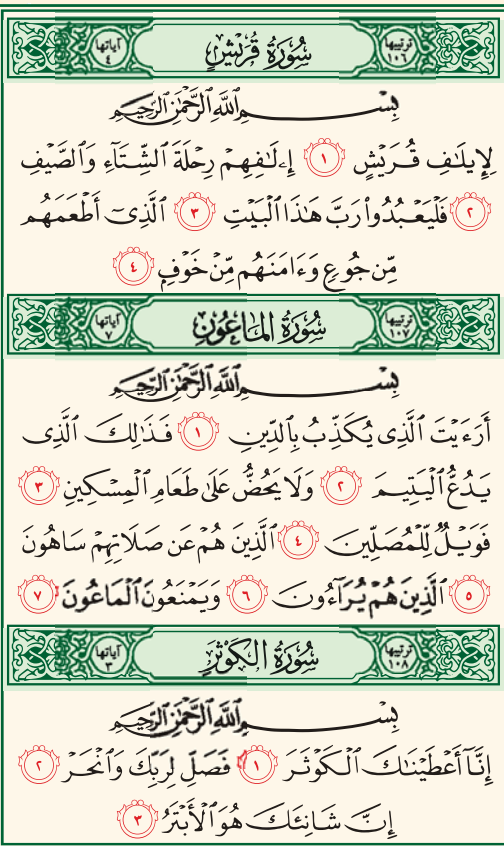 ترتيبها ١٠٦ سُورَةُ قُرَيْشٍ آياتها ٤
بِسْمِ ٱللَّهِ ٱلرَّحْمَٰنِ ٱلرَّحِيمِ
لِإِيلَٰفِ قُرَيْشٍ ١ إِۦلَٰفِهِمْ رِحْلَةَ ٱلشِّتَآءِ وَٱلصَّيْفِ
٢ فَلْيَعْبُدُوا۟ رَبَّ هَٰذَا ٱلْبَيْتِ ٣ ٱلَّذِىٓ أَطْعَمَهُم
مِّن جُوعٍ وَءَامَنَهُم مِّنْ خَوْفٍۭ ٤
ترتيبها ١٠٧ سُورَةُ المَاعُونِ آياتها ٧
بِسْمِ ٱللَّهِ ٱلرَّحْمَٰنِ ٱلرَّحِيمِ
أَرَءَيْتَ ٱلَّذِى يُكَذِّبُ بِٱلدِّينِ ١ فَذَٰلِكَ ٱلَّذِى
يَدُعُّ ٱلْيَتِيمَ ٢ وَلَا يَحُضُّ عَلَىٰ طَعَامِ ٱلْمِسْكِينِ ٣
فَوَيْلٌ لِّلْمُصَلِّينَ ٤ ٱلَّذِينَ هُمْ عَن صَلَاتِهِمْ سَاهُونَ
٥ ٱلَّذِينَ هُمْ يُرَآءُونَ ٦ وَيَمْنَعُونَ ٱلْمَاعُونَ ٧
ترتيبها ١٠٨ سُورَةُ الكَوْثَرِ آياتها ٣
بِسْمِ ٱللَّهِ ٱلرَّحْمَٰنِ ٱلرَّحِيمِ
إِنَّآ أَعْطَيْنَٰكَ ٱلْكَوْثَرَ ١ فَصَلِّ لِرَبِّكَ وَٱنْحَرْ ٢
إِنَّ شَانِئَكَ هُوَ ٱلْأَبْتَرُ ٣